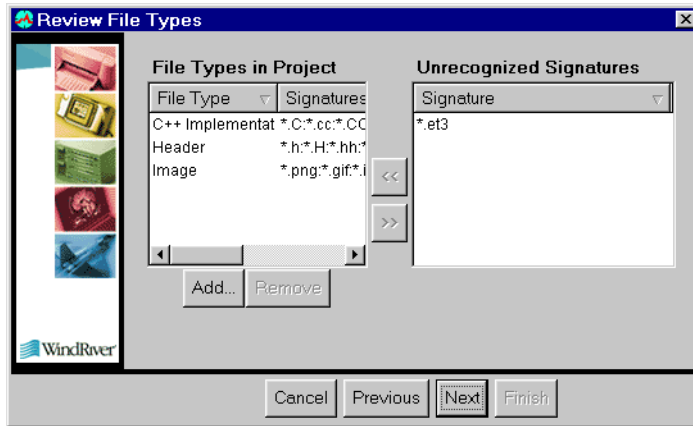 Review File Types
File Types in Project
Unrecognized Signatures
File Type
Signatures
Signature
C++ Implementat *.C:*.cc:*.CC
*.et3
Header *.h:*.H:*.hh:*
Image *.png:*.gif:*.i
<<
>>
Add... Remove
WindRiver
Cancel Previous Next Finish